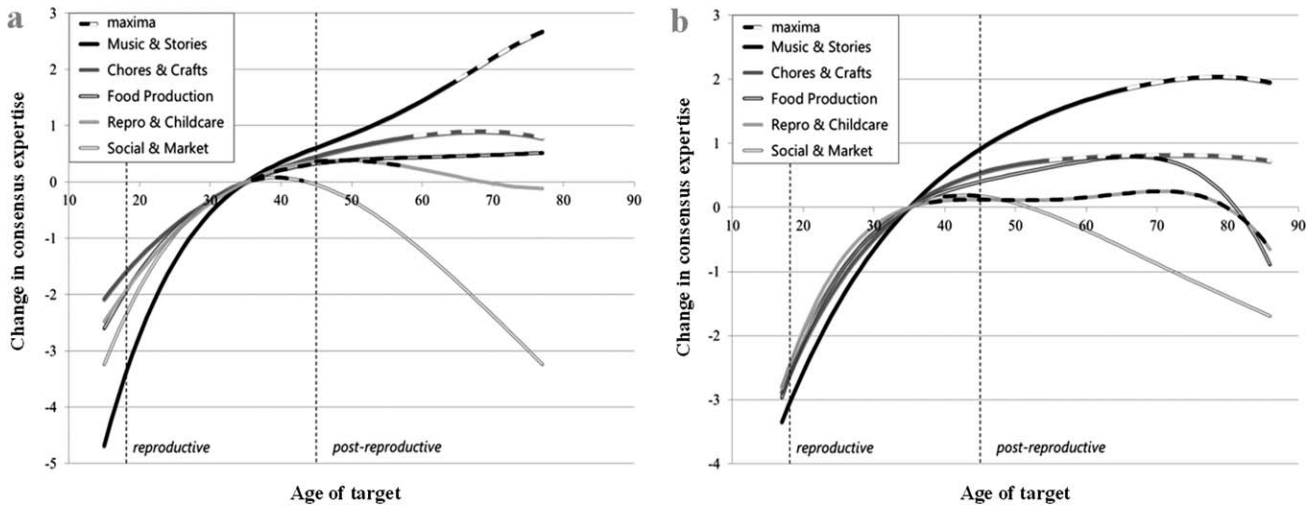 a
Change in consensus expertise
3
2
1
0
-1
-2
-3
-4
-5
maxima
Music & Stories
Chores & Crafts
Food Production
Repro & Childcare
Social & Market
10 20 30 40 50 60 70 80 90
reproductive post-reproductive
Age of target
b
Change in consensus expertise
3
2
1
0
-1
-2
-3
-4
maxima
Music & Stories
Chores & Crafts
Food Production
Repro & Childcare
Social & Market
10 20 30 40 50 60 70 80 90
reproductive post-reproductive
Age of target